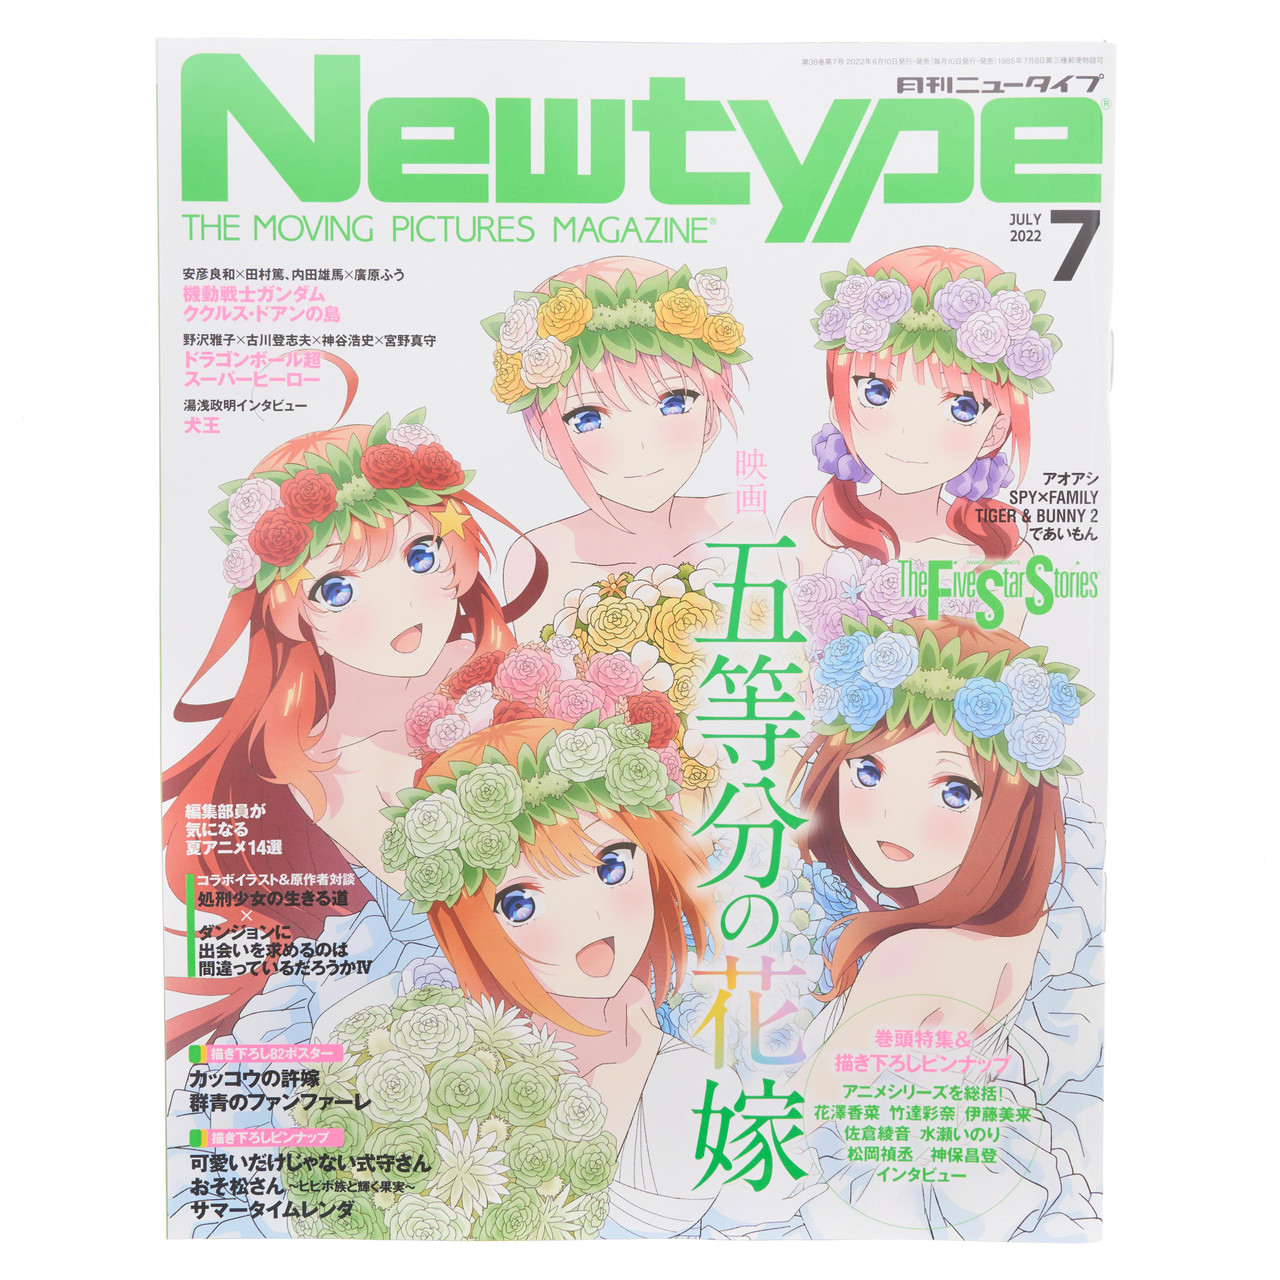 第38巻第7号 2022年6月10日発行・発売(毎月10日発行・発売)1985年7月8日第三種郵便物認可
月刊ニュータイプ
Newtype®
THE MOVING PICTURES MAGAZINE®
JULY
2022
7
安彦良和×田村篤、内田雄馬×廣原ふう
機動戦士ガンダム
ククルス・ドアンの島
野沢雅子×古川登志夫×神谷浩史×宮野真守
ドラゴンボール超
スーパーヒーロー
湯浅政明インタビュー
犬王
アオアシ
SPY×FAMILY
TIGER & BUNNY 2
であいもん
The Five Star Stories
映画
五等分の花嫁
編集部員が
気になる
夏アニメ14選
コラボイラスト&原作者対談
処刑少女の生きる道
×
ダンジョンに
出会いを求めるのは
間違っているだろうかⅣ
描き下ろしB2ポスター
カッコウの許嫁
群青のファンファーレ
描き下ろしピンナップ
可愛いだけじゃない式守さん
おそ松さん ～ヒピポ族と輝く果実～
サマータイムレンダ
巻頭特集&
描き下ろしピンナップ
アニメシリーズを総括!
花澤香菜 竹達彩奈 伊藤美来
佐倉綾音 水瀬いのり
松岡禎丞 神保昌登
インタビュー